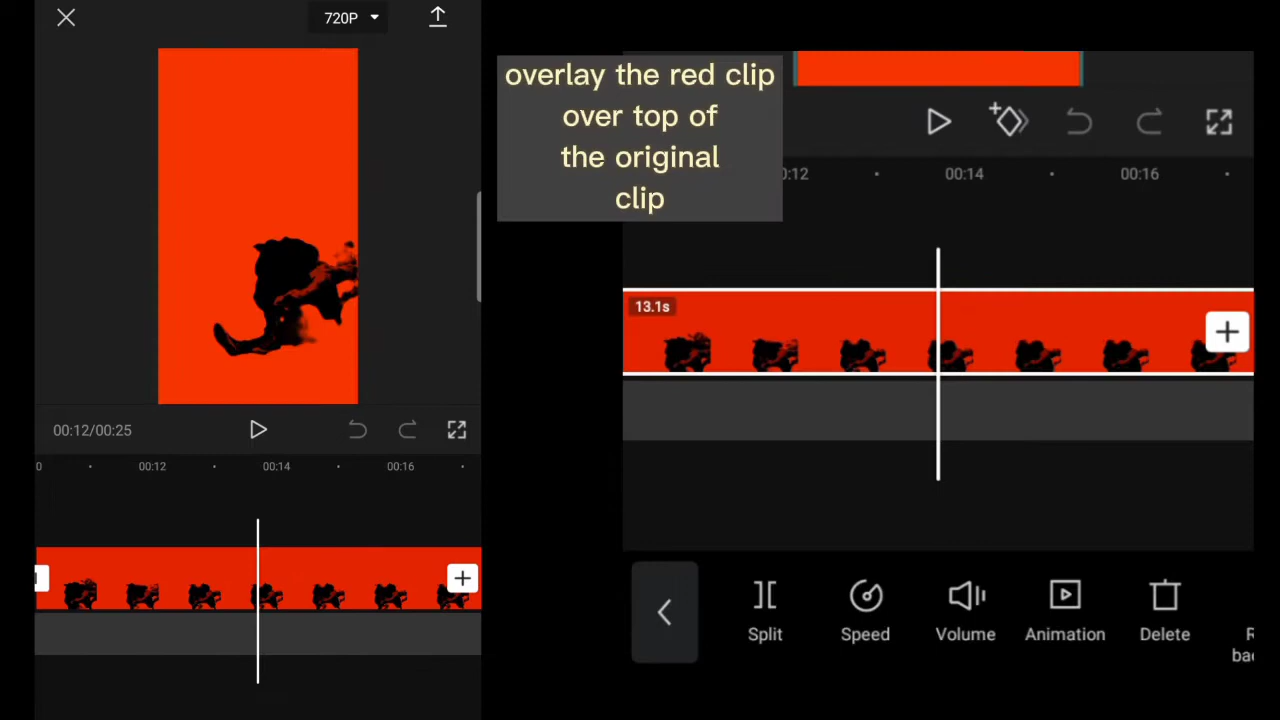 720P
overlay the red clip
over top of
the original
clip
00:12/00:25
0 00:12 00:14 00:16
:12 00:14 00:16
13.1s
Split Speed Volume Animation Delete